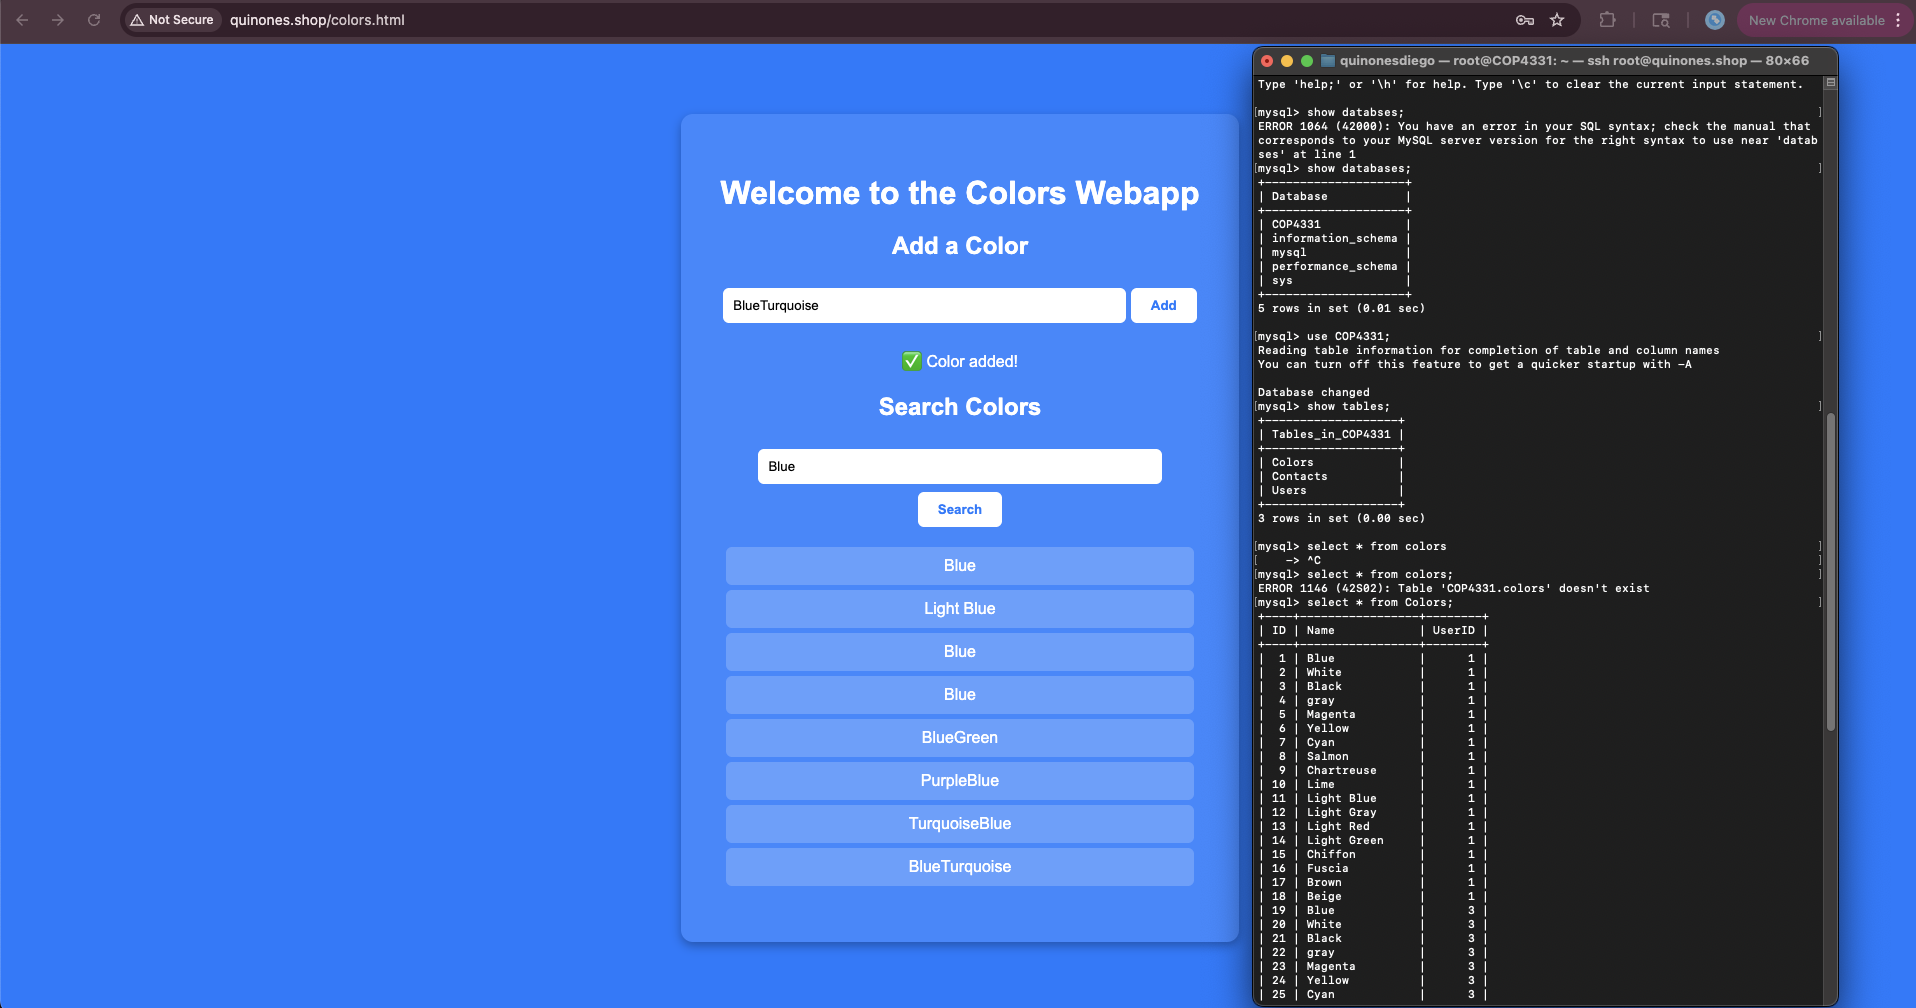 Not Secure
quinones.shop/colors.html
New Chrome available
Welcome to the Colors Webapp
Add a Color
BlueTurquoise
Add
✅ Color added!
Search Colors
Blue
Search
Blue
Light Blue
Blue
Blue
BlueGreen
PurpleBlue
TurquoiseBlue
BlueTurquoise
quinonesdiego — root@COP4331: ~ — ssh root@quinones.shop — 80×66
Type 'help;' or '\h' for help. Type '\c' to clear the current input statement.
[mysql> show databses; ]
ERROR 1064 (42000): You have an error in your SQL syntax; check the manual that
corresponds to your MySQL server version for the right syntax to use near 'datab
ses' at line 1
[mysql> show databases; ]
+--------------------+
| Database           |
+--------------------+
| COP4331            |
| information_schema |
| mysql              |
| performance_schema |
| sys                |
+--------------------+
5 rows in set (0.01 sec)
[mysql> use COP4331; ]
Reading table information for completion of table and column names
You can turn off this feature to get a quicker startup with -A
Database changed
[mysql> show tables; ]
+-------------------+
| Tables_in_COP4331 |
+-------------------+
| Colors            |
| Contacts          |
| Users             |
+-------------------+
3 rows in set (0.00 sec)
[mysql> select * from colors ]
[    -> ^C ]
[mysql> select * from colors; ]
ERROR 1146 (42S02): Table 'COP4331.colors' doesn't exist
[mysql> select * from Colors; ]
+----+-----------------+--------+
| ID | Name            | UserID |
+----+-----------------+--------+
|  1 | Blue            |      1 |
|  2 | White           |      1 |
|  3 | Black           |      1 |
|  4 | gray            |      1 |
|  5 | Magenta         |      1 |
|  6 | Yellow          |      1 |
|  7 | Cyan            |      1 |
|  8 | Salmon          |      1 |
|  9 | Chartreuse      |      1 |
| 10 | Lime            |      1 |
| 11 | Light Blue      |      1 |
| 12 | Light Gray      |      1 |
| 13 | Light Red       |      1 |
| 14 | Light Green     |      1 |
| 15 | Chiffon         |      1 |
| 16 | Fuscia          |      1 |
| 17 | Brown           |      1 |
| 18 | Beige           |      1 |
| 19 | Blue            |      3 |
| 20 | White           |      3 |
| 21 | Black           |      3 |
| 22 | gray            |      3 |
| 23 | Magenta         |      3 |
| 24 | Yellow          |      3 |
| 25 | Cyan            |      3 |